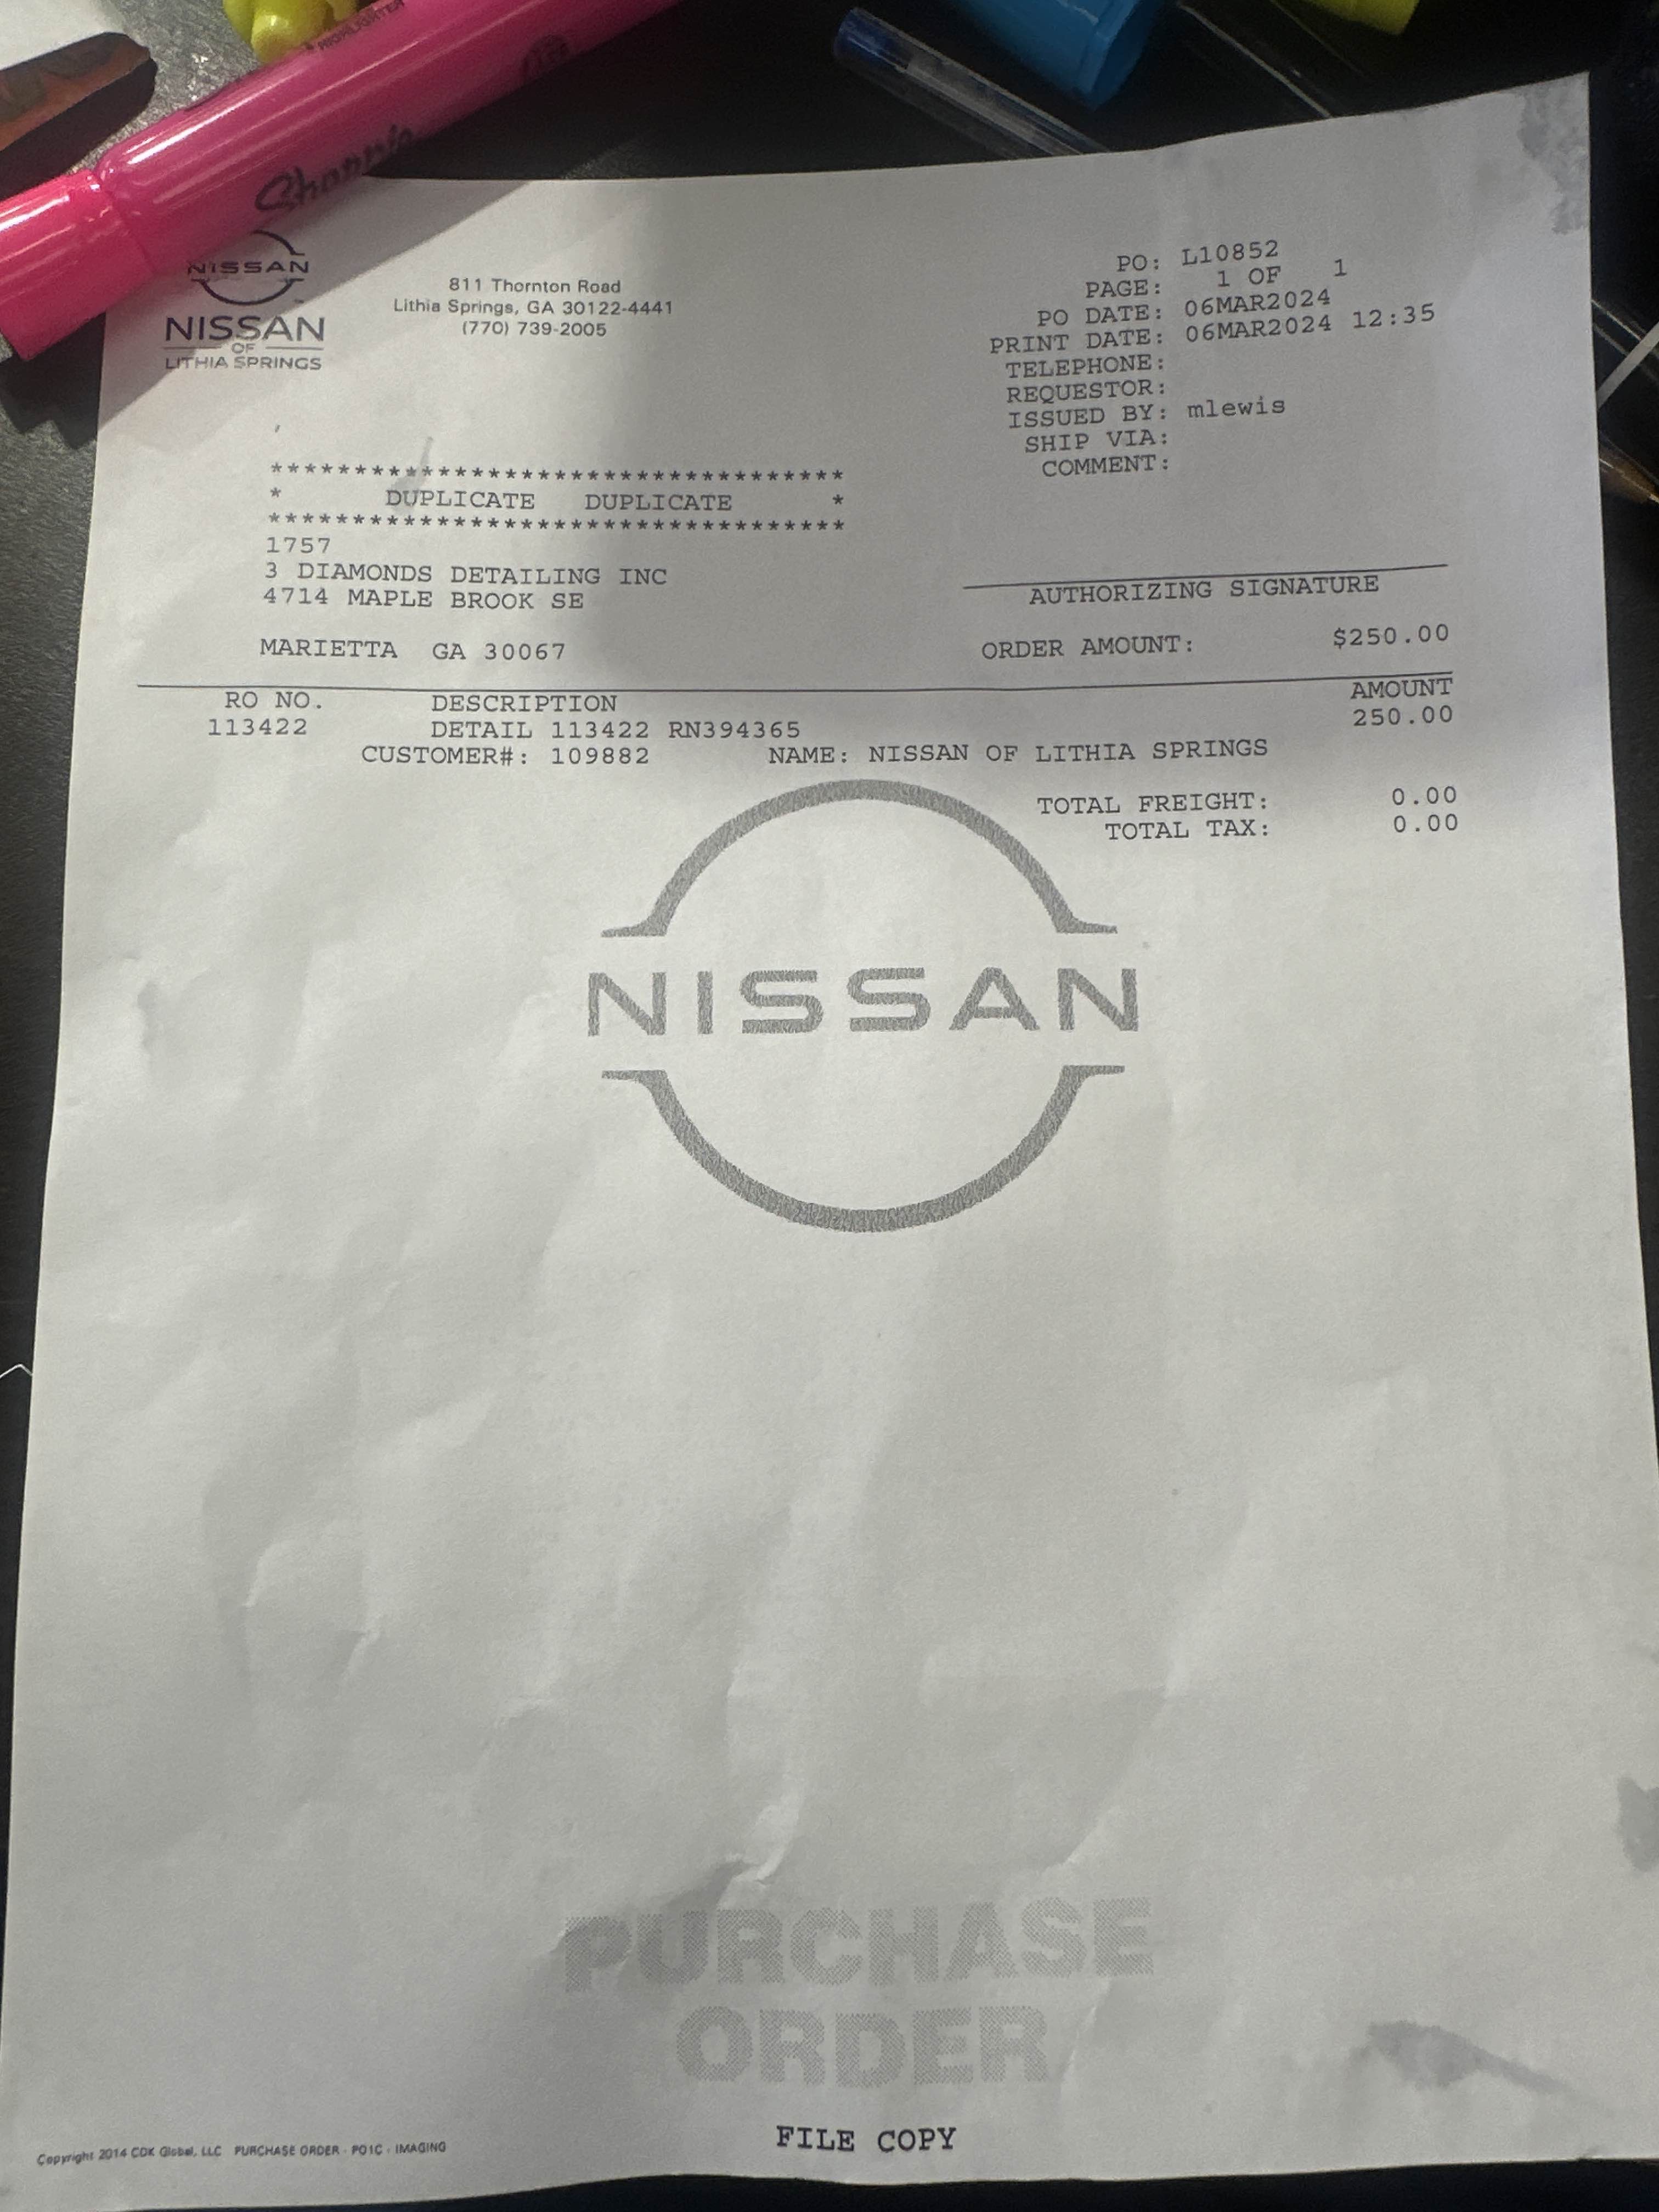 HIGHLIGHTER
Sharpie
NISSAN
NISSAN
OF
LITHIA SPRINGS
811 Thornton Road
Lithia Springs, GA 30122-4441
(770) 739-2005
PO: L10852
PAGE: 1 OF 1
PO DATE: 06MAR2024
PRINT DATE: 06MAR2024 12:35
TELEPHONE:
REQUESTOR:
ISSUED BY: mlewis
SHIP VIA:
COMMENT:
***********************************
* DUPLICATE DUPLICATE *
***********************************
1757
3 DIAMONDS DETAILING INC
4714 MAPLE BROOK SE
MARIETTA GA 30067
AUTHORIZING SIGNATURE
ORDER AMOUNT: $250.00
RO NO. DESCRIPTION AMOUNT
113422 DETAIL 113422 RN394365 250.00
CUSTOMER#: 109882 NAME: NISSAN OF LITHIA SPRINGS
TOTAL FREIGHT: 0.00
TOTAL TAX: 0.00
NISSAN
PURCHASE
ORDER
FILE COPY
Copyright 2014 CDK Global, LLC PURCHASE ORDER - PO1C - IMAGING